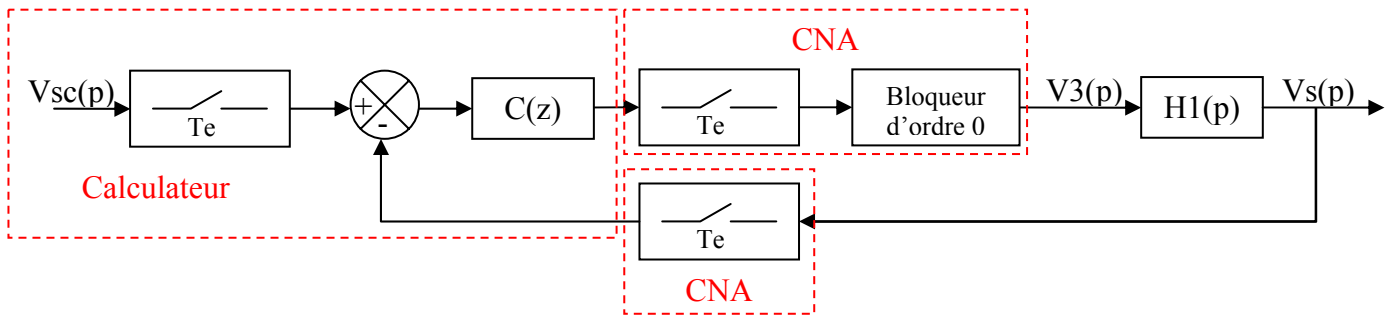 CNA
Vsc(p)
Te
+
-
C(z)
Te
Bloqueur
d'ordre 0
V3(p)
H1(p)
Vs(p)
Calculateur
Te
CNA